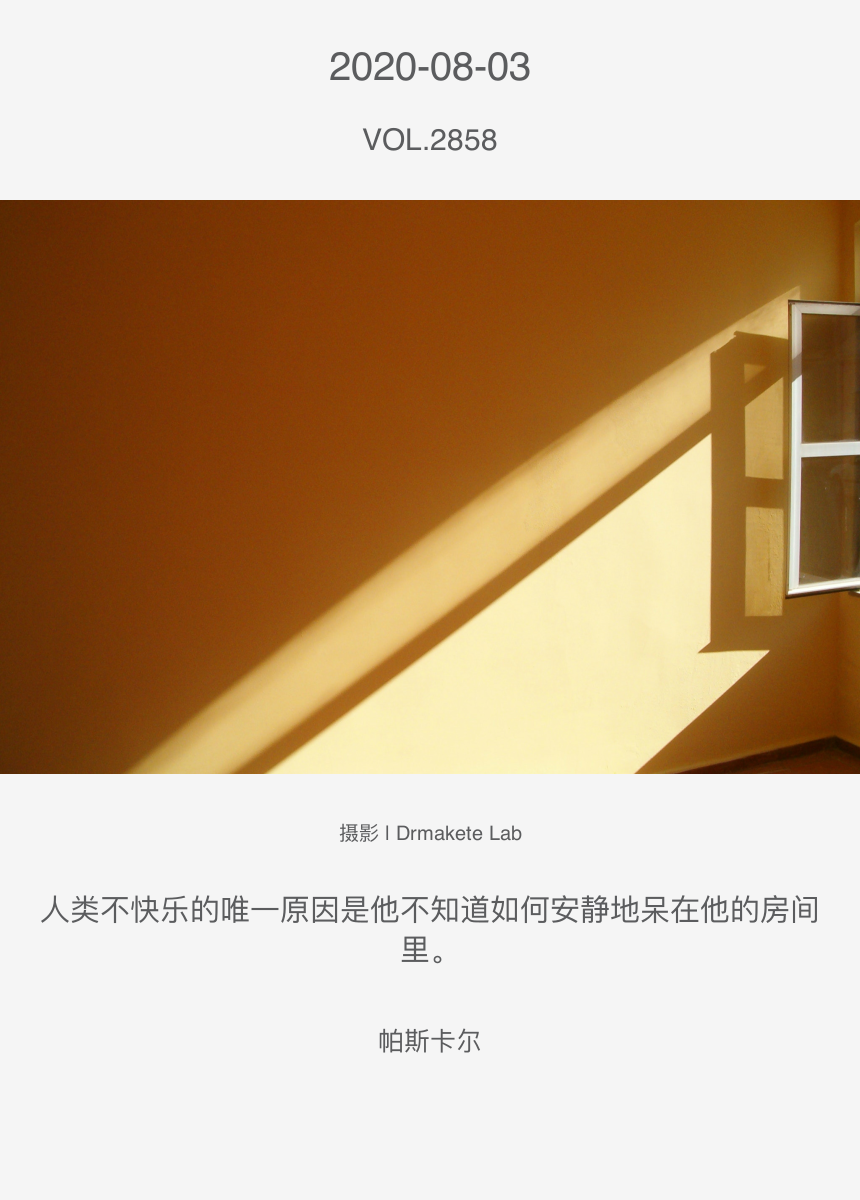 2020-08-03
VOL.2858
摄影 | Drmakete Lab
人类不快乐的唯一原因是他不知道如何安静地呆在他的房间
里。
帕斯卡尔